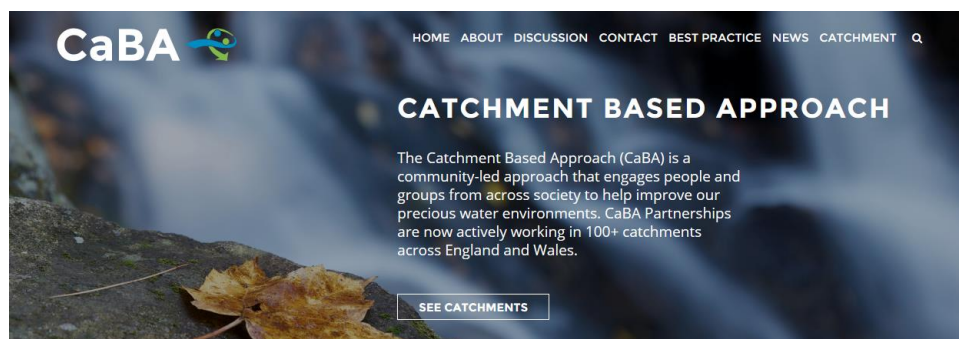 CaBA
HOME ABOUT DISCUSSION CONTACT BEST PRACTICE NEWS CATCHMENT
CATCHMENT BASED APPROACH
The Catchment Based Approach (CaBA) is a
community-led approach that engages people and
groups from across society to help improve our
precious water environments. CaBA Partnerships
are now actively working in 100+ catchments
across England and Wales.
SEE CATCHMENTS